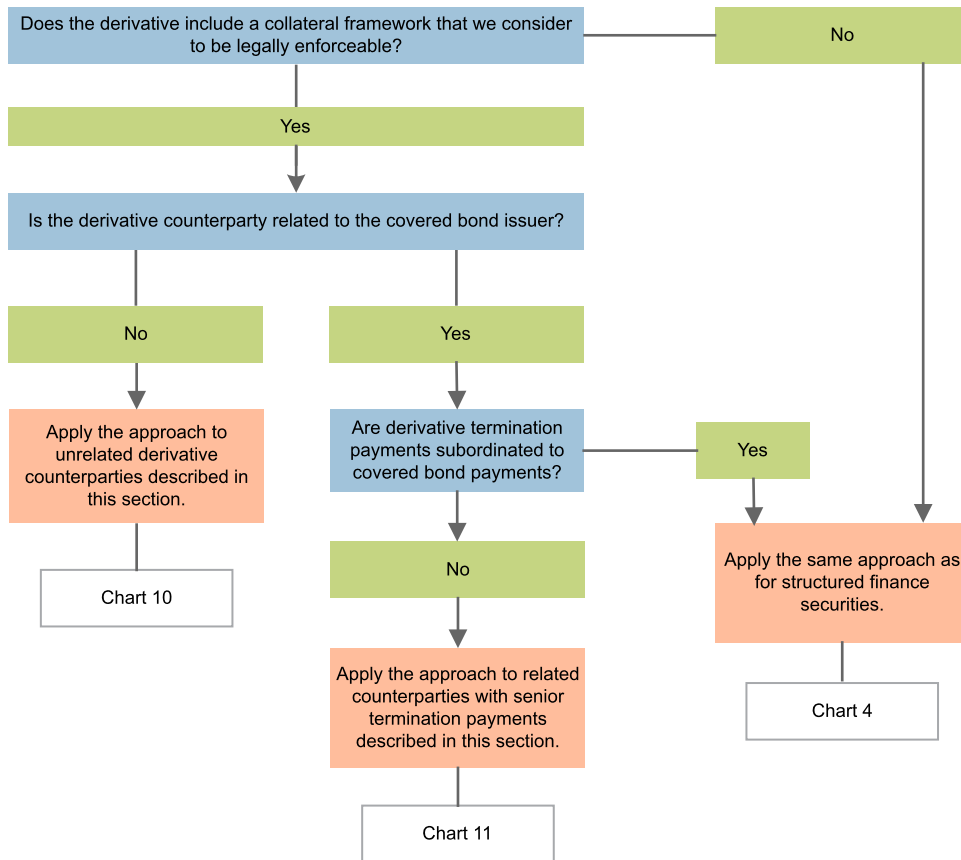 Does the derivative include a collateral framework that we consider
to be legally enforceable?
No
Yes
Is the derivative counterparty related to the covered bond issuer?
No
Yes
Apply the approach to
unrelated derivative
counterparties described in
this section.
Are derivative termination
payments subordinated to
covered bond payments?
Yes
Chart 10
No
Apply the same approach as
for structured finance
securities.
Apply the approach to related
counterparties with senior
termination payments
described in this section.
Chart 4
Chart 11